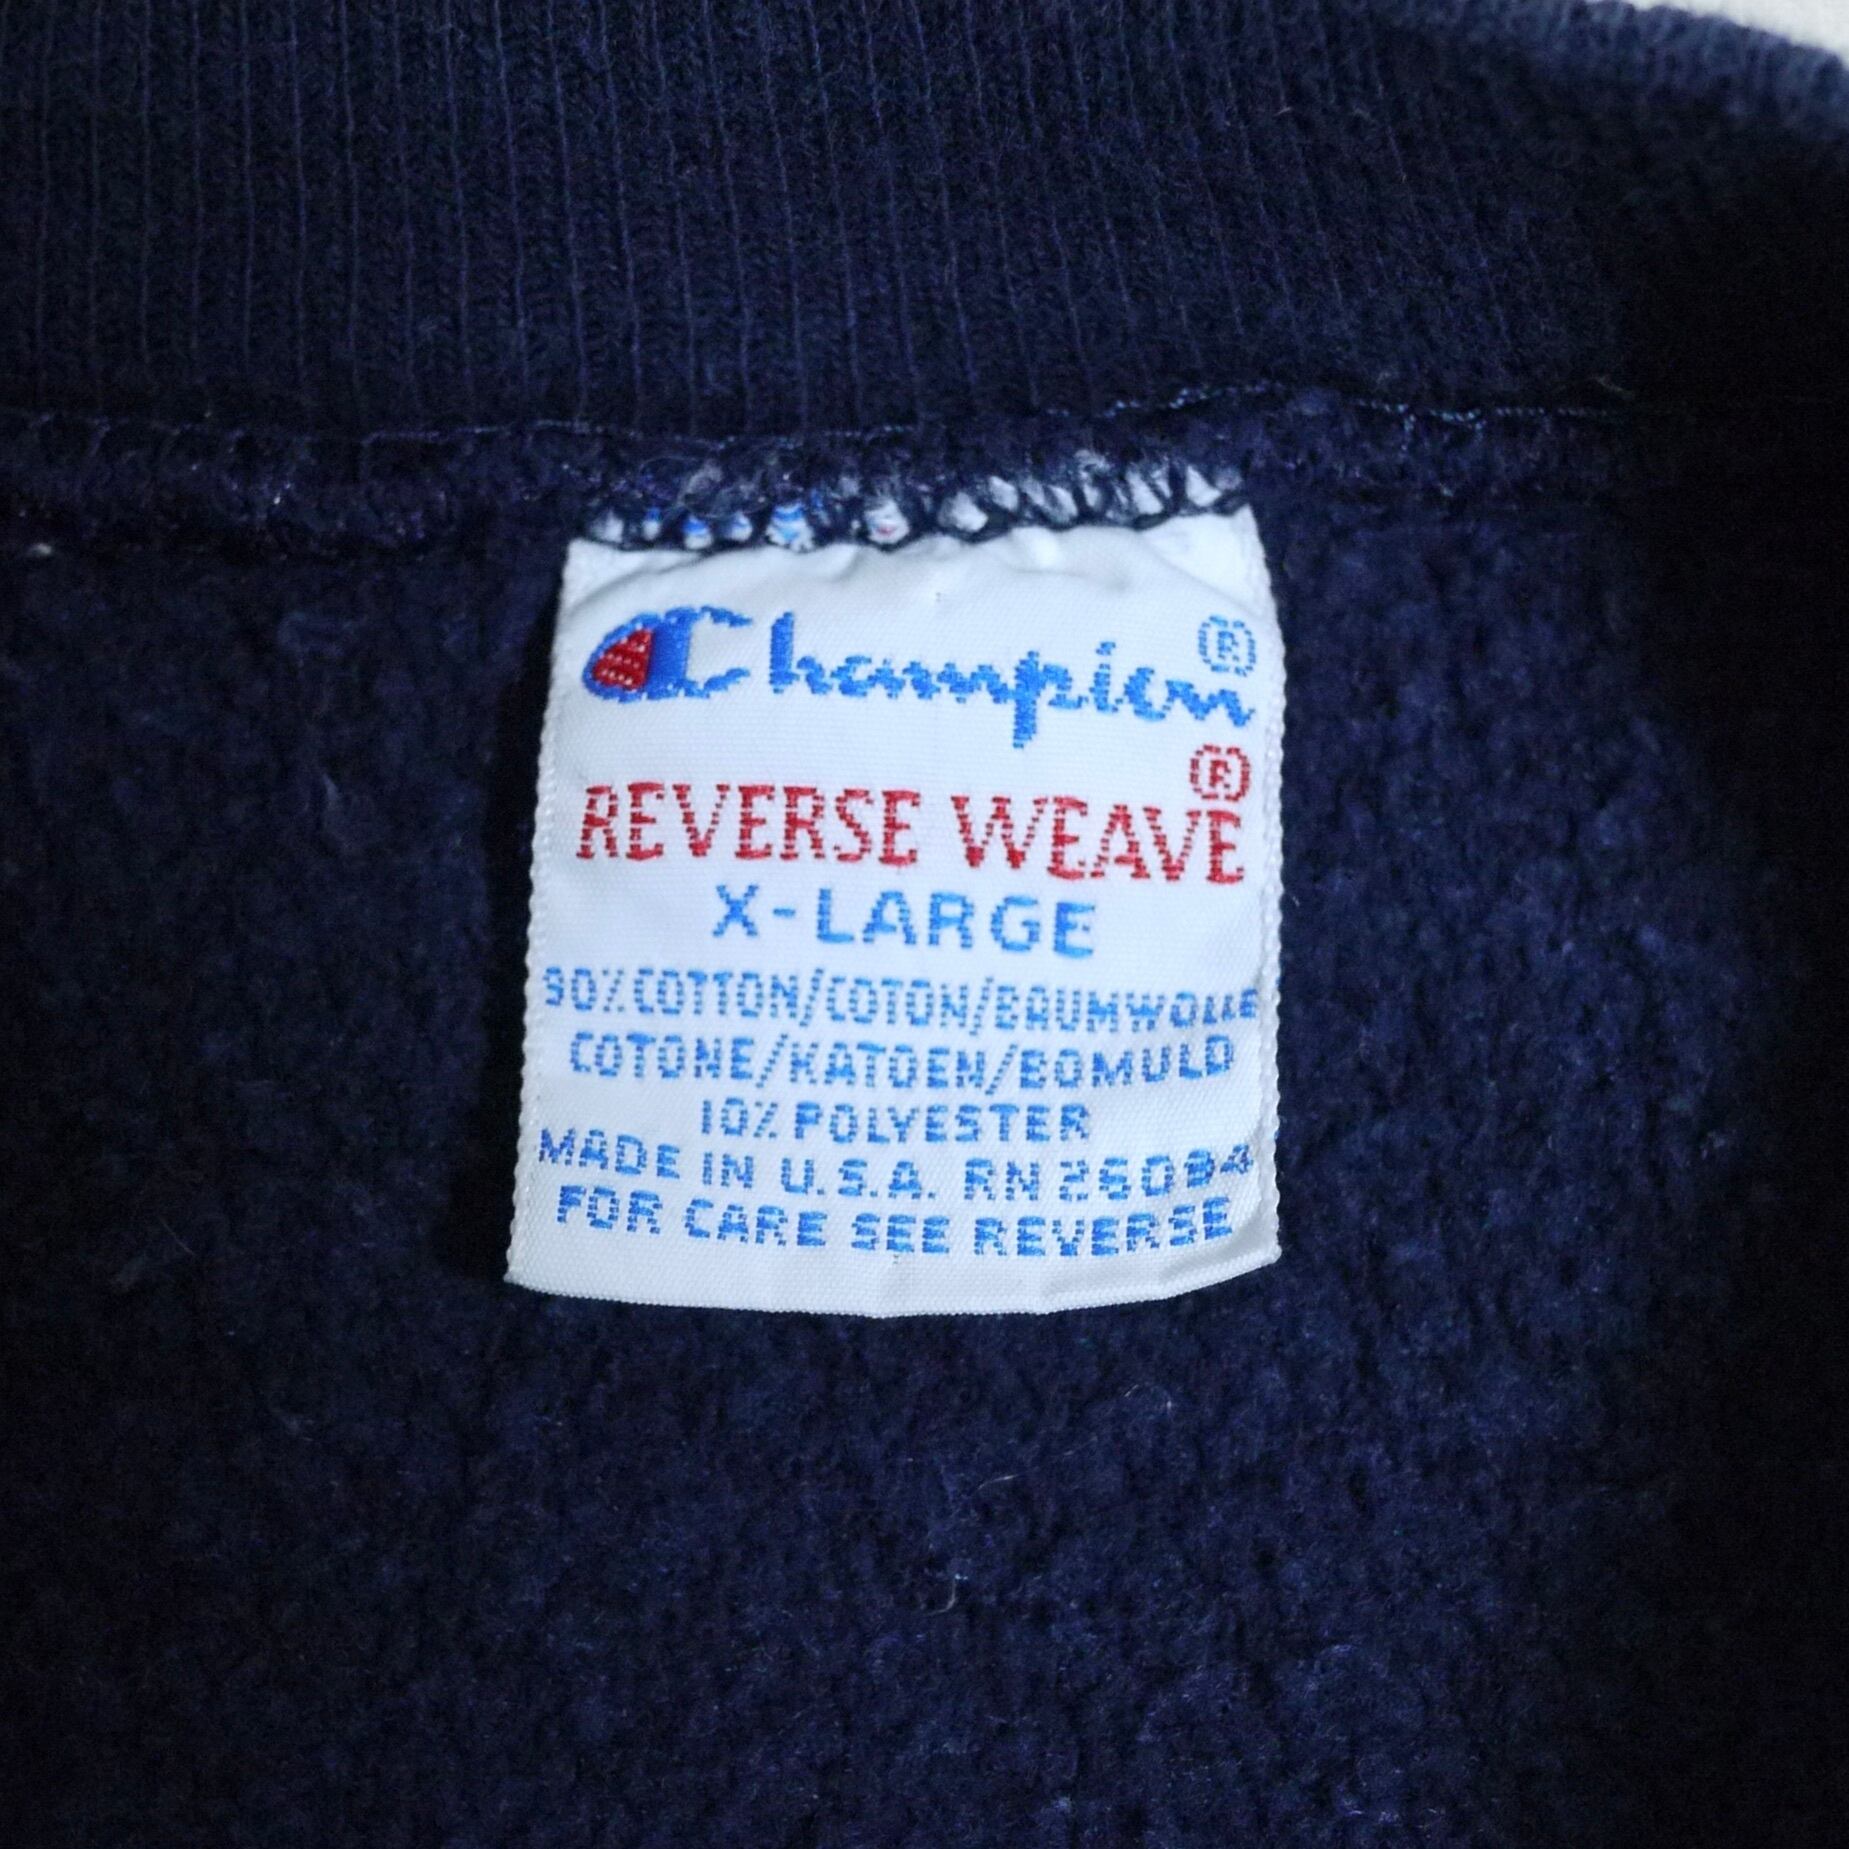 Champion®
REVERSE WEAVE®
X-LARGE
90% COTTON/COTON/BAUMWOLLE
COTONE/KATOEN/BOMULD
10% POLYESTER
MADE IN U.S.A. RN 26094
FOR CARE SEE REVERSE